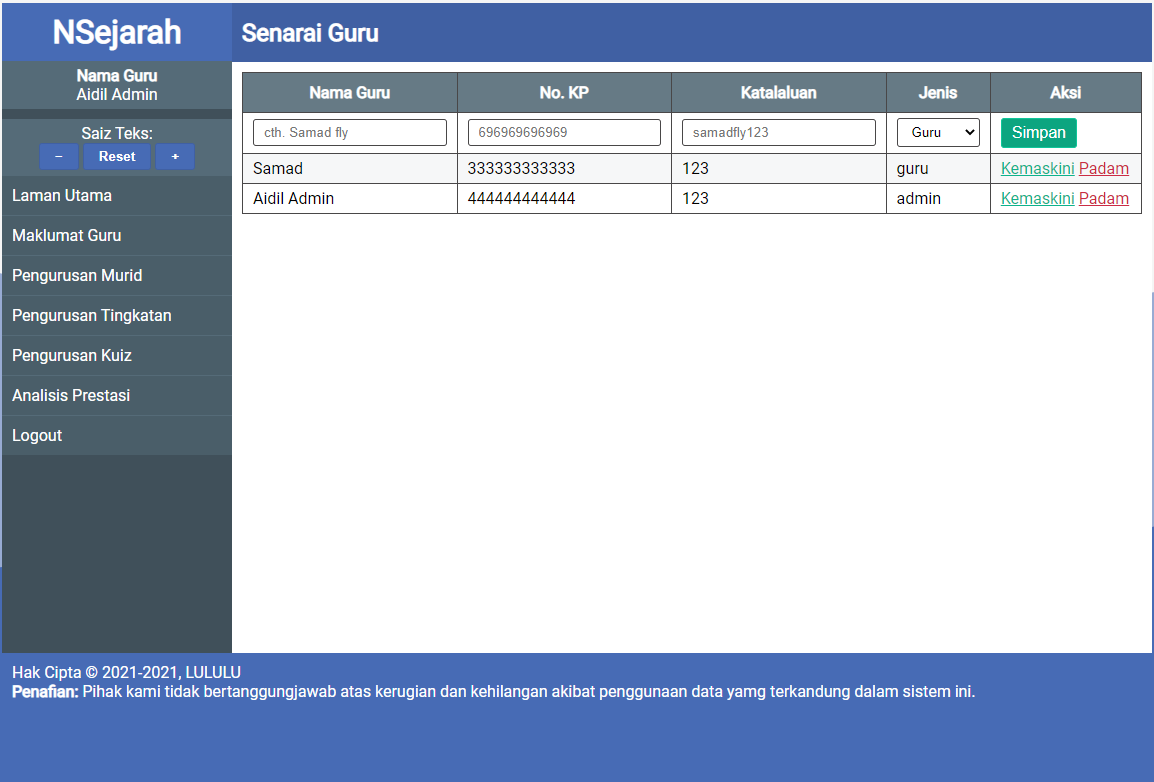 NSejarah
Senarai Guru
Nama Guru
Aidil Admin
Saiz Teks:
− Reset +
Laman Utama
Maklumat Guru
Pengurusan Murid
Pengurusan Tingkatan
Pengurusan Kuiz
Analisis Prestasi
Logout
Nama Guru No. KP Katalaluan Jenis Aksi
cth. Samad fly 696969696969 samadfly123 Guru Simpan
Samad 333333333333 123 guru Kemaskini Padam
Aidil Admin 444444444444 123 admin Kemaskini Padam
Hak Cipta © 2021-2021, LULULU
Penafian: Pihak kami tidak bertanggungjawab atas kerugian dan kehilangan akibat penggunaan data yamg terkandung dalam sistem ini.